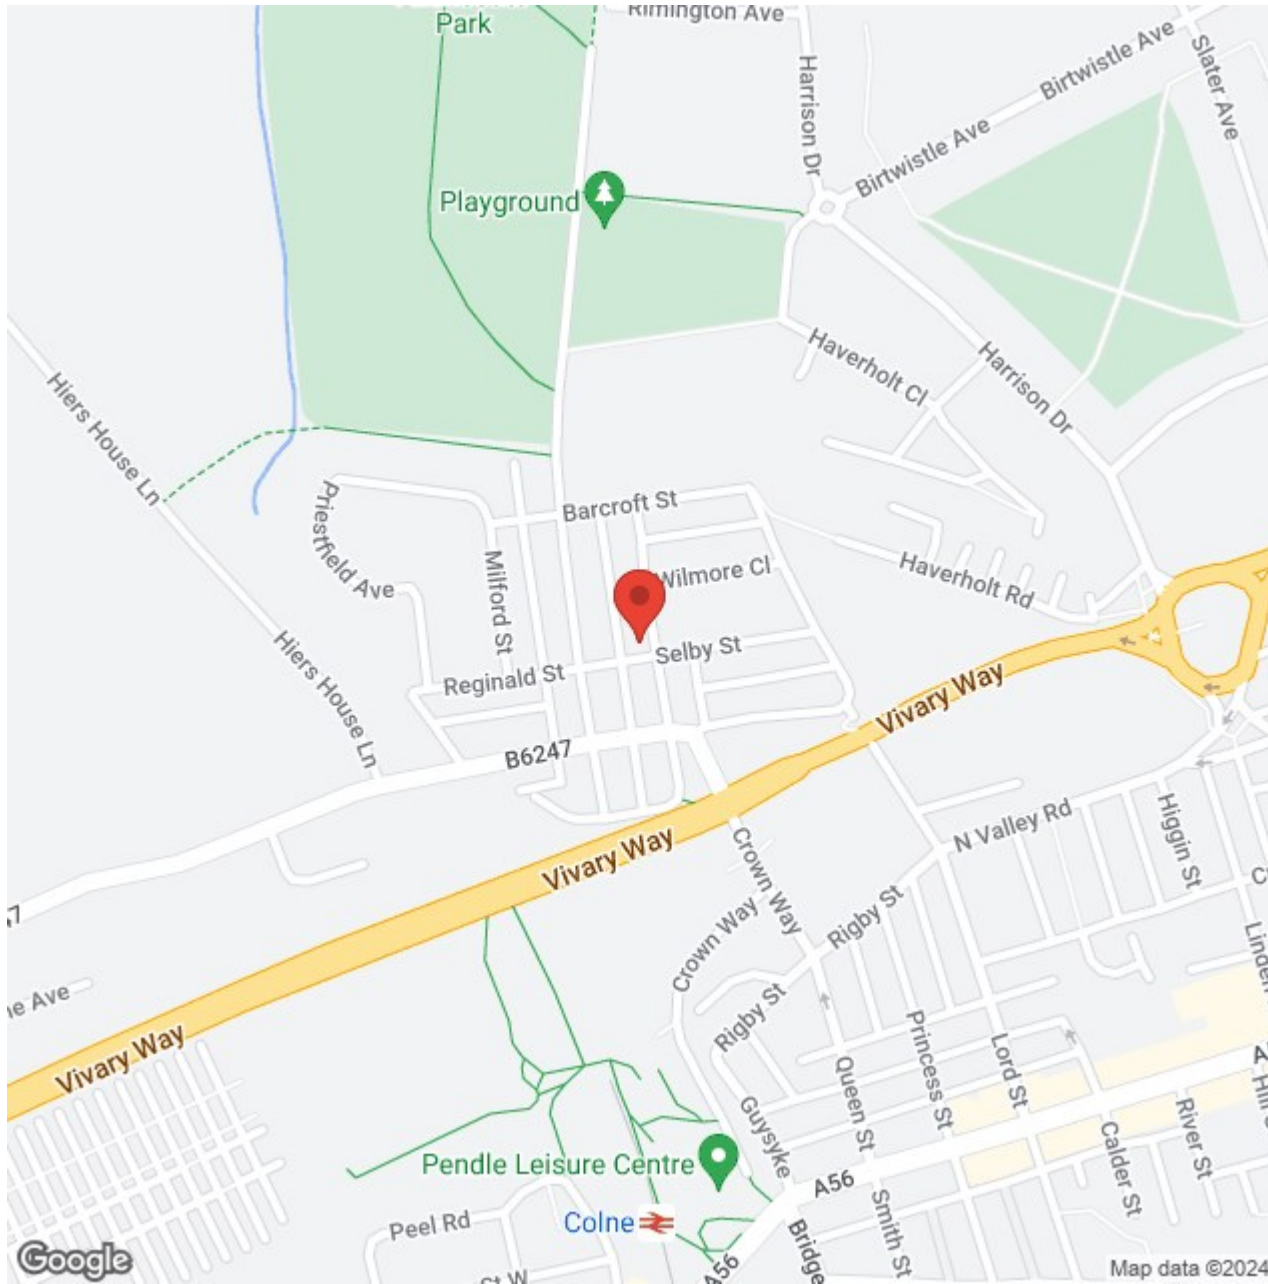 Park
Rimington Ave
Harrison Dr
Birtwistle Ave
Slater Ave
Birtwistle Ave
Playground
Haverholt Cl
Harrison Dr
Hiers House Ln
Priestfield Ave
Barcroft St
Milford St
Wilmore Cl
Haverholt Rd
Selby St
Reginald St
Hiers House Ln
B6247
Vivary Way
Vivary Way
Crown Way
N Valley Rd
Higgin St
Rigby St
Crown Way
Linden
Rigby St
Vivary Way
Princess St
Lord St
Queen St
Guysyke
Calder St
River St
Pendle Leisure Centre
A56
Smith St
Peel Rd
Colne
Bridge
A56
St W
Google
Map data ©2024